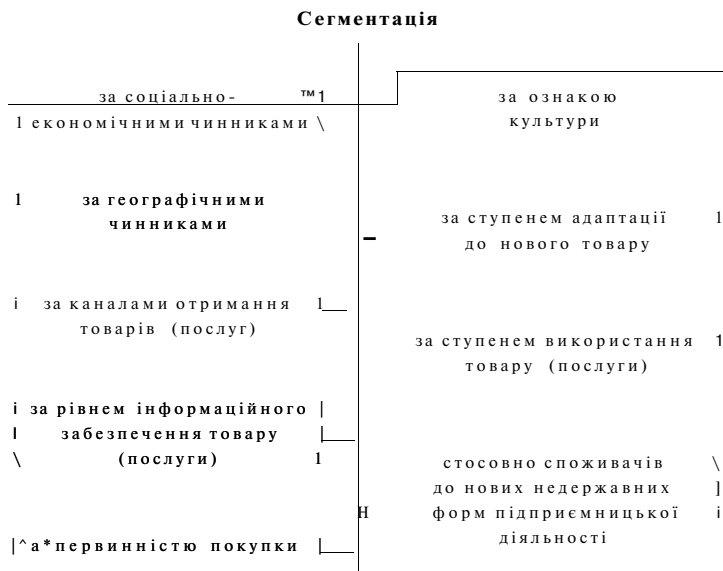 Сегментація
за соціально- ™1
l економічними чинниками \
l за географічними
чинниками
і за каналами отримання l
товарів (послуг)
і за рівнем інформаційного |
І забезпечення товару |
\ (послуги) l
|^а*первинністю покупки |
за ознакою
культури
за ступенем адаптації l
до нового товару
за ступенем використання 1
товару (послуги)
стосовно споживачів \
до нових недержавних ]
Н форм підприємницької і
діяльності